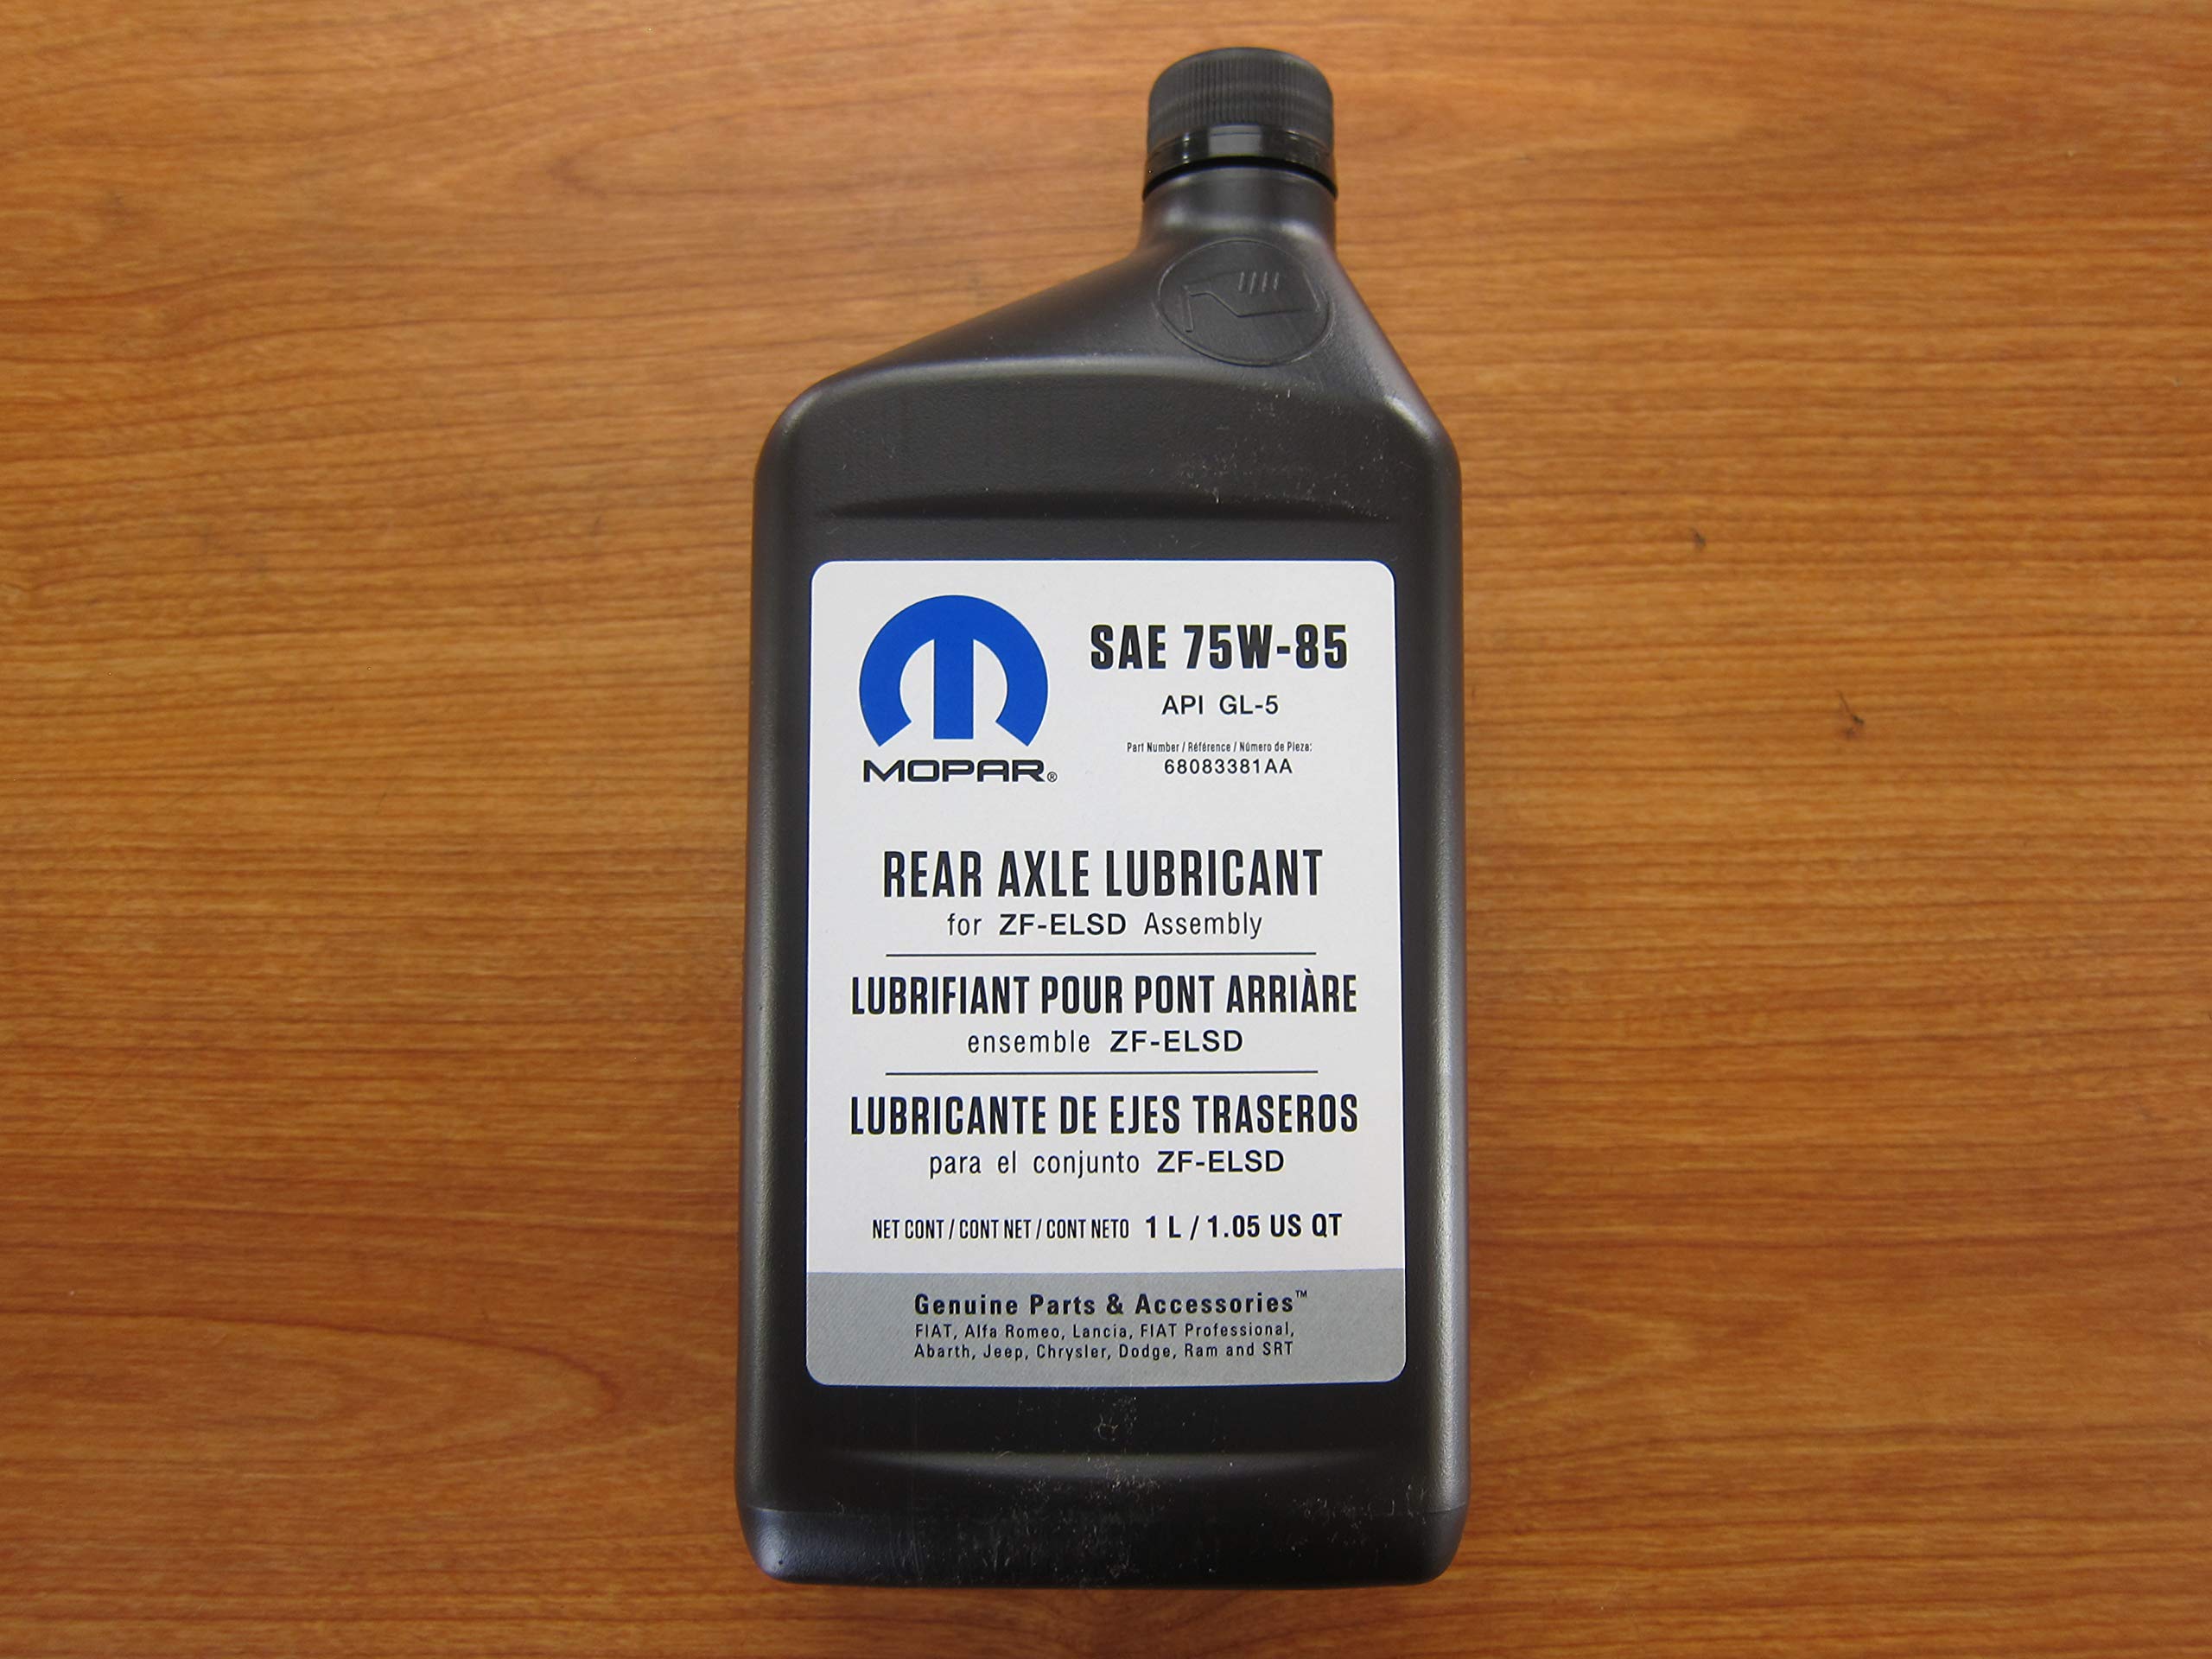 SAE 75W-85
API GL-5
Part Number / Référence / Número de Pieza:
68083381AA
MOPAR®
REAR AXLE LUBRICANT
for ZF-ELSD Assembly
LUBRIFIANT POUR PONT ARRIÀRE
ensemble ZF-ELSD
LUBRICANTE DE EJES TRASEROS
para el conjunto ZF-ELSD
NET CONT / CONT NET / CONT NETO 1 L / 1.05 US QT
Genuine Parts & Accessories™
FIAT, Alfa Romeo, Lancia, FIAT Professional,
Abarth, Jeep, Chrysler, Dodge, Ram and SRT